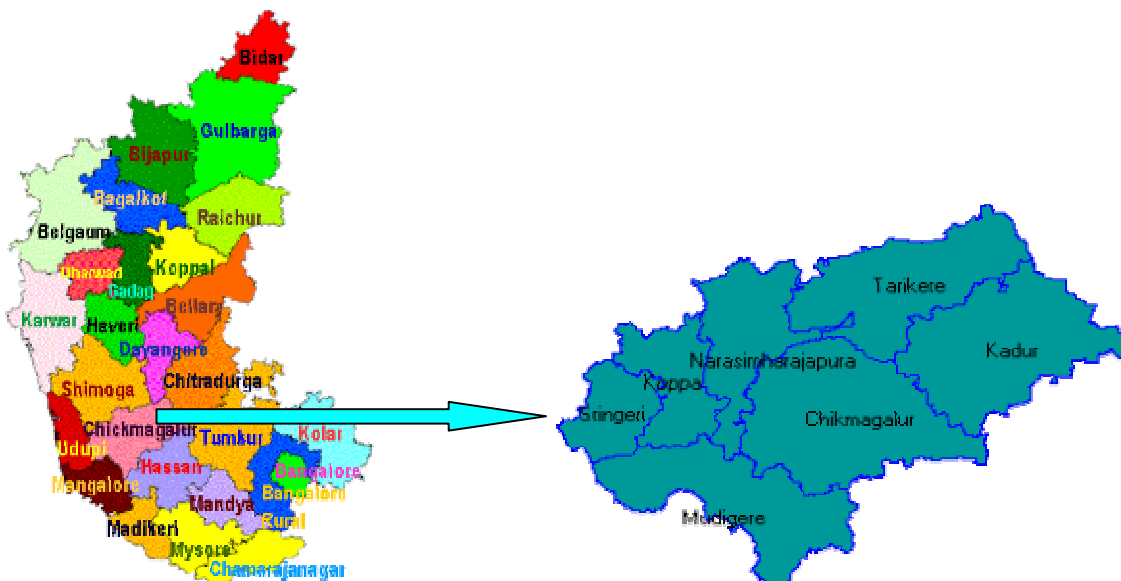 Bidar
Gulbarga
Bijapur
Bagalkot
Raichur
Belgaum
Koppal
Dharwad
Gadag
Bellary
Karwar
Haveri
Davangere
Shimoga
Chitradurga
Chickmagalur
Tumkur
Kolar
Udupi
Hassan
Bangalore
Mangalore
Mandya
Bangalore
Rural
Madikeri
Mysore
Chamarajanagar
Tarikere
Kadur
Narasimharajapura
Koppa
Sringeri
Chikmagalur
Mudigere